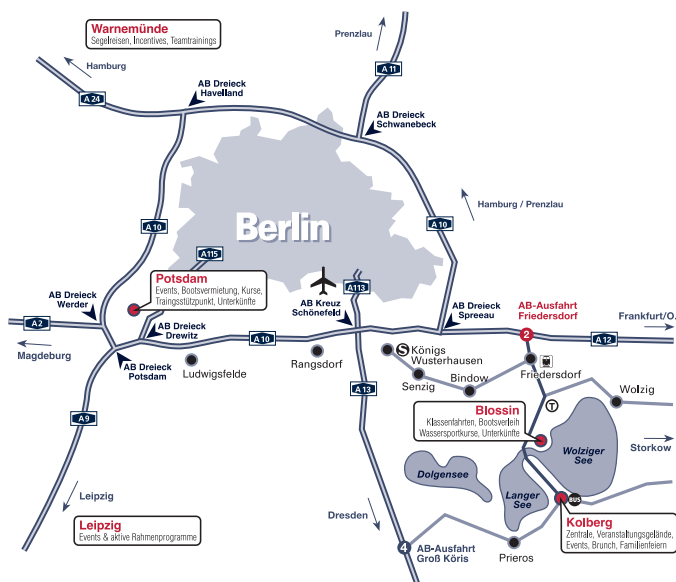 Warnemünde
Segelreisen, Incentives, Teamtrainings
Prenzlau
Hamburg
A 11
A 24
AB Dreieck
Havelland
AB Dreieck
Schwanebeck
Berlin
Hamburg / Prenzlau
A 10
A 10
A115
Potsdam
Events, Bootsvermietung, Kurse,
Traingsstützpunkt, Unterkünfte
A113
AB Dreieck
Werder
AB Kreuz
Schönefeld
AB Dreieck
Spreeau
AB-Ausfahrt
Friedersdorf
Frankfurt/O.
A 2
2
A 12
Magdeburg
AB Dreieck
Drewitz
A 10
AB Dreieck
Potsdam
Ludwigsfelde
Rangsdorf
S
Königs
Wusterhausen
Senzig
Bindow
Friedersdorf
A 13
Wolzig
T
A 9
Blossin
Klassenfahrten, Bootsverleih
Wassersportkurse, Unterkünfte
Wolziger
See
Storkow
Dolgensee
Langer
See
BUS
Leipzig
Dresden
Leipzig
Events & aktive Rahmenprogramme
Kolberg
Zentrale, Veranstaltungsgelände,
Events, Brunch, Familienfeiern
4
AB-Ausfahrt
Groß Köris
Prieros